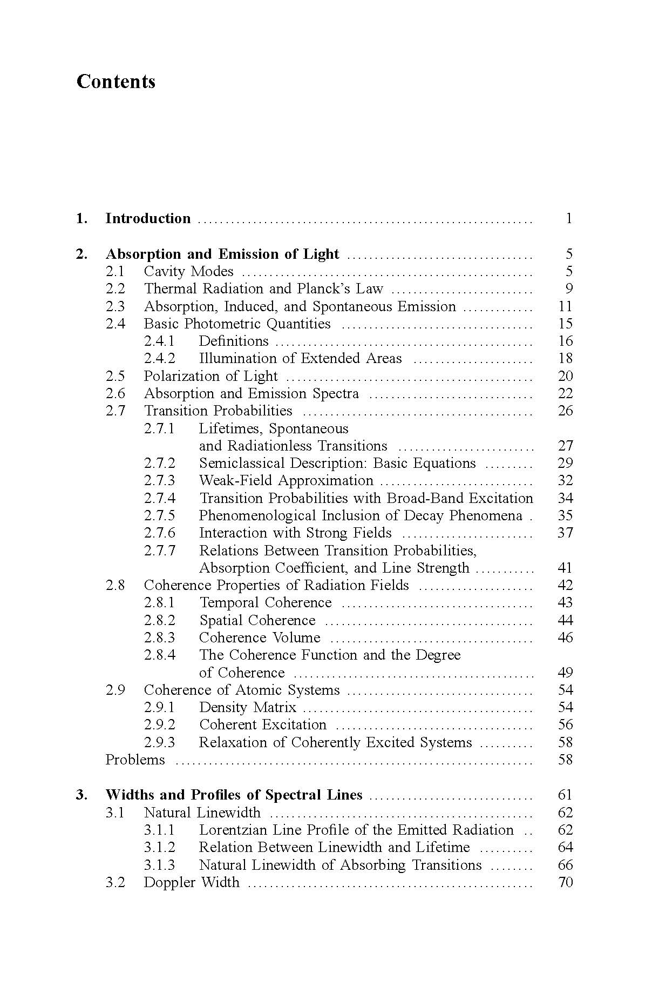 Contents
1. Introduction ............................................................. 1
2. Absorption and Emission of Light .................................. 5
2.1 Cavity Modes ..................................................... 5
2.2 Thermal Radiation and Planck’s Law .......................... 9
2.3 Absorption, Induced, and Spontaneous Emission ............. 11
2.4 Basic Photometric Quantities ................................... 15
2.4.1 Definitions ............................................... 16
2.4.2 Illumination of Extended Areas ...................... 18
2.5 Polarization of Light ............................................. 20
2.6 Absorption and Emission Spectra .............................. 22
2.7 Transition Probabilities .......................................... 26
2.7.1 Lifetimes, Spontaneous
and Radiationless Transitions ......................... 27
2.7.2 Semiclassical Description: Basic Equations ......... 29
2.7.3 Weak-Field Approximation ............................ 32
2.7.4 Transition Probabilities with Broad-Band Excitation 34
2.7.5 Phenomenological Inclusion of Decay Phenomena . 35
2.7.6 Interaction with Strong Fields ........................ 37
2.7.7 Relations Between Transition Probabilities,
Absorption Coefficient, and Line Strength ........... 41
2.8 Coherence Properties of Radiation Fields ..................... 42
2.8.1 Temporal Coherence ................................... 43
2.8.2 Spatial Coherence ...................................... 44
2.8.3 Coherence Volume ..................................... 46
2.8.4 The Coherence Function and the Degree
of Coherence ............................................ 49
2.9 Coherence of Atomic Systems .................................. 54
2.9.1 Density Matrix .......................................... 54
2.9.2 Coherent Excitation .................................... 56
2.9.3 Relaxation of Coherently Excited Systems .......... 58
Problems ................................................................. 58
3. Widths and Profiles of Spectral Lines .............................. 61
3.1 Natural Linewidth ................................................ 62
3.1.1 Lorentzian Line Profile of the Emitted Radiation .. 62
3.1.2 Relation Between Linewidth and Lifetime .......... 64
3.1.3 Natural Linewidth of Absorbing Transitions ........ 66
3.2 Doppler Width .................................................... 70